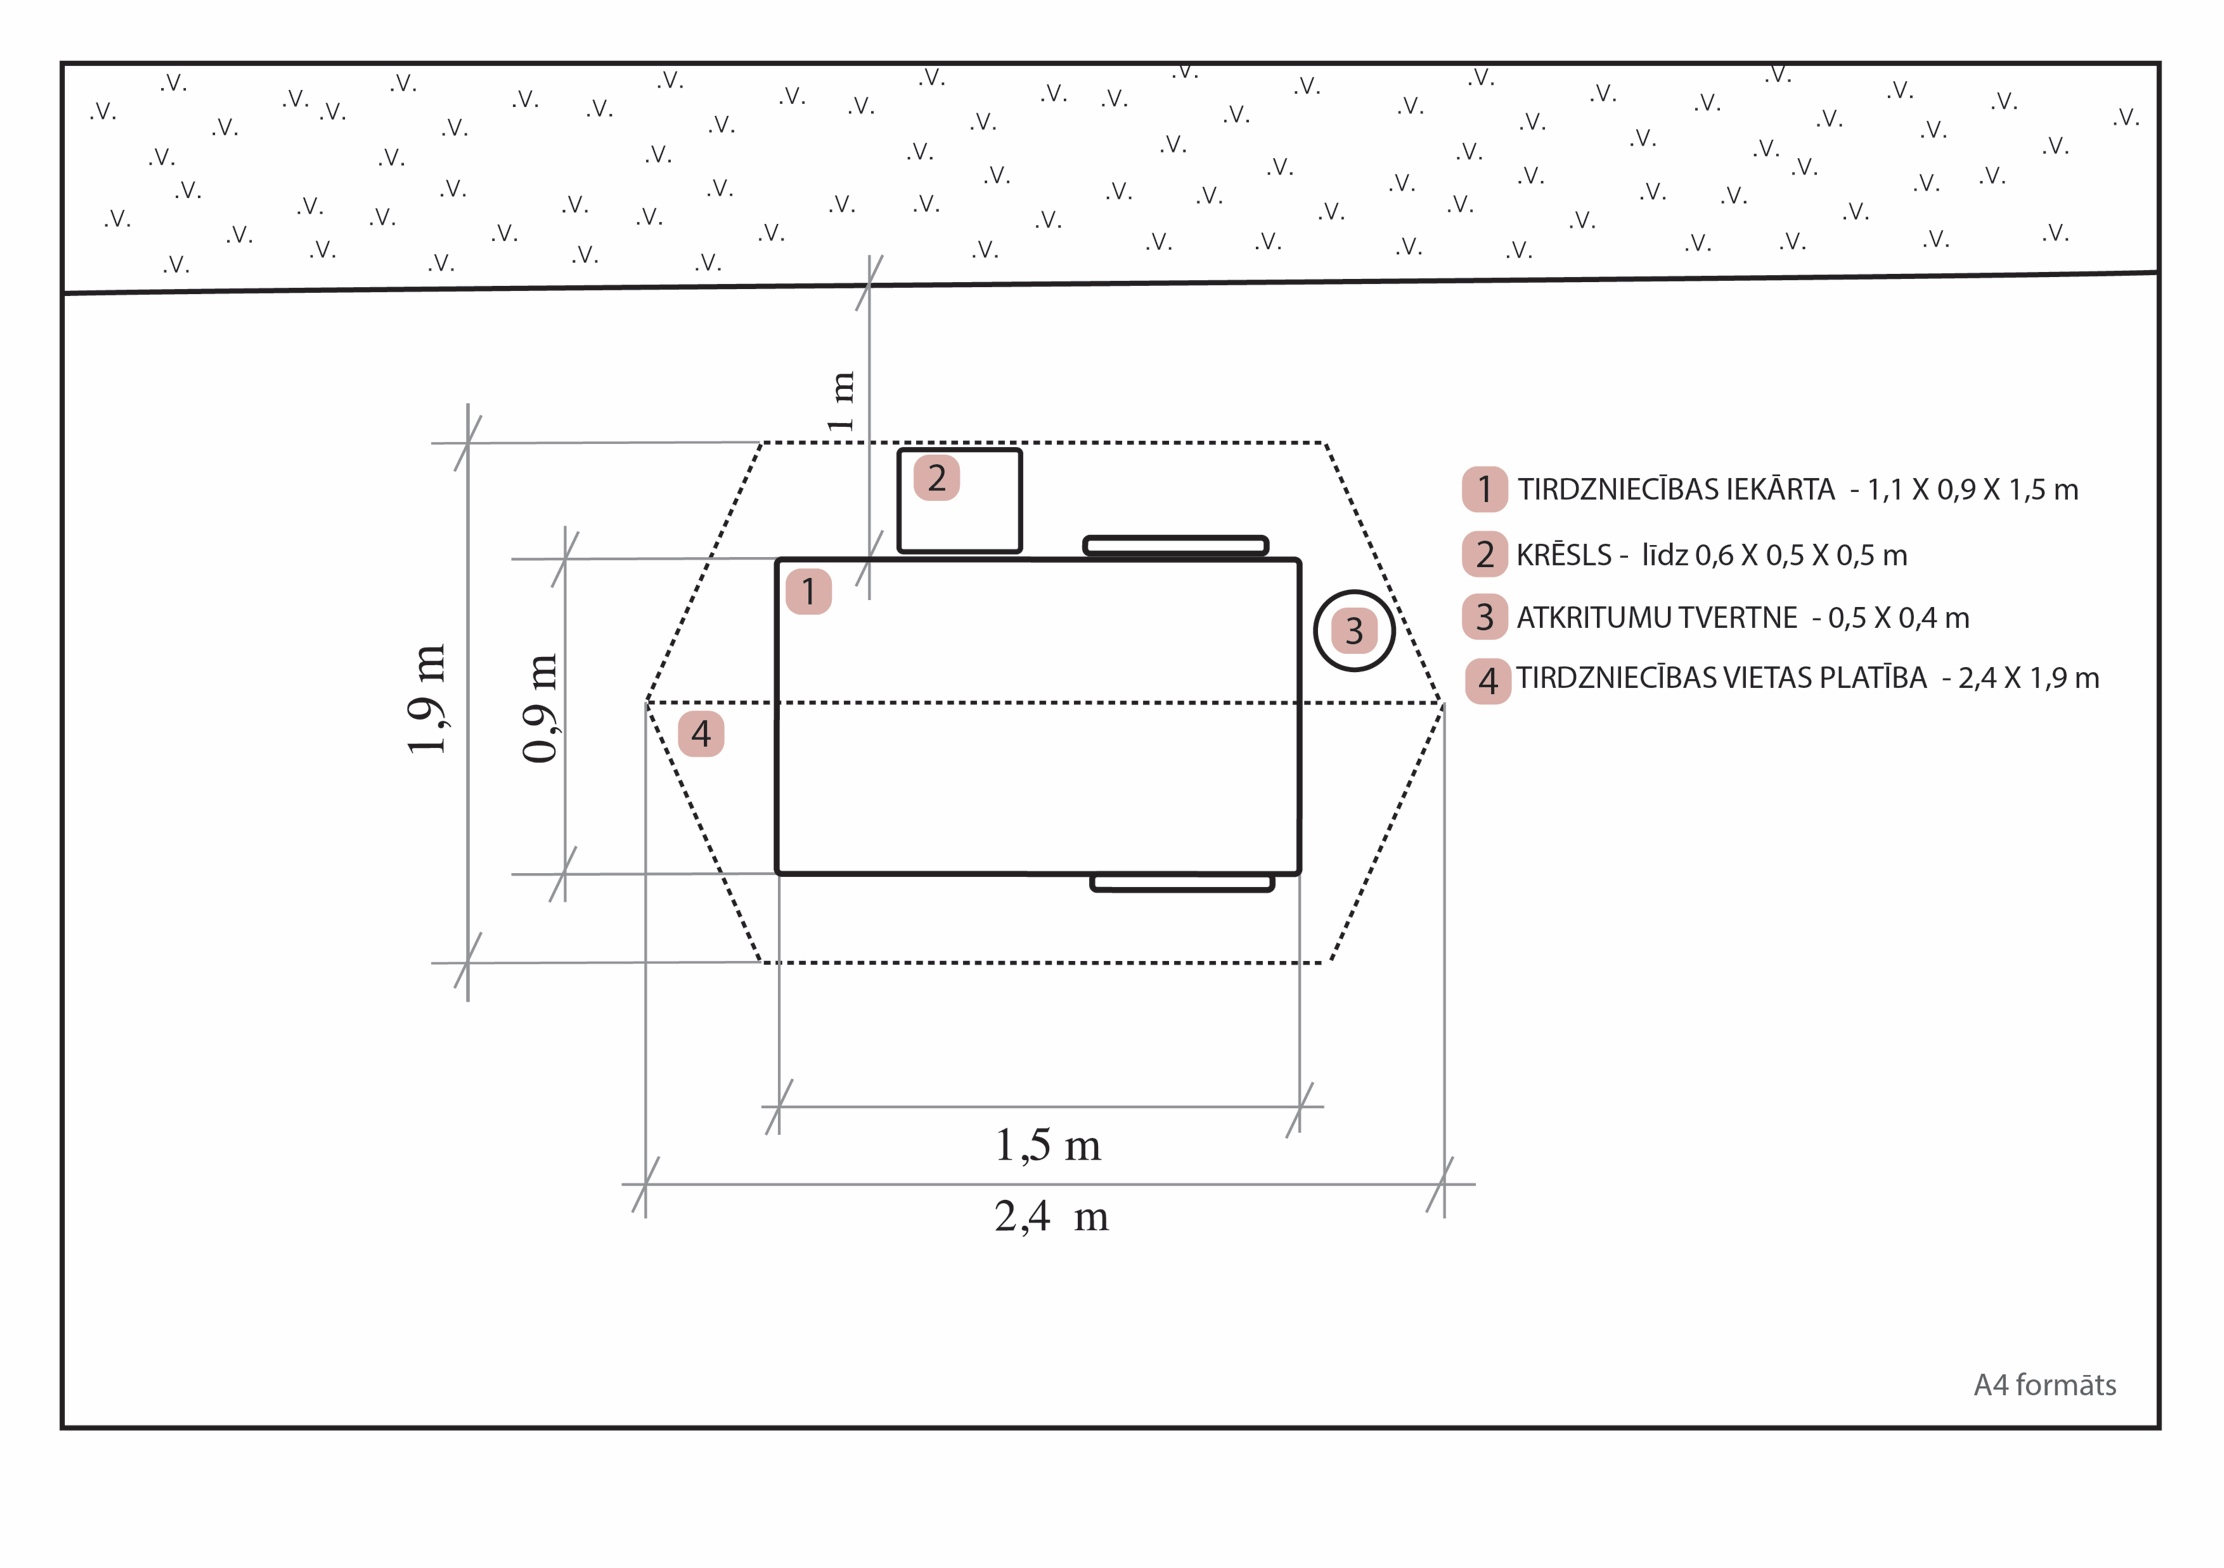 1 m
2
1 TIRDZNIECĪBAS IEKĀRTA - 1,1 X 0,9 X 1,5 m
2 KRĒSLS - līdz 0,6 X 0,5 X 0,5 m
1
3
3 ATKRITUMU TVERTNE - 0,5 X 0,4 m
4 TIRDZNIECĪBAS VIETAS PLATĪBA - 2,4 X 1,9 m
1,9 m
0,9 m
4
1,5 m
2,4 m
A4 formāts